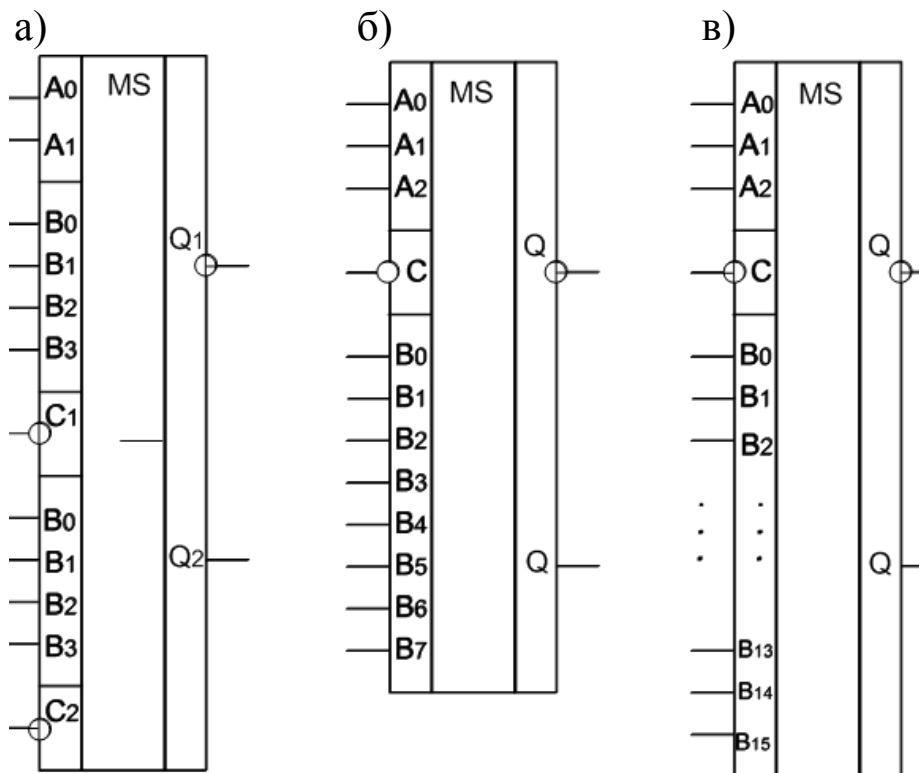 а)
A0 MS
A1
B0
B1 Q1
B2
B3
C1
B0
B1 Q2
B2
B3
C2
б)
A0 MS
A1
A2
C Q
B0
B1
B2
B3
B4
B5 Q
B6
B7
в)
A0 MS
A1
A2
C Q
B0
B1
B2
Q
B13
B14
B15